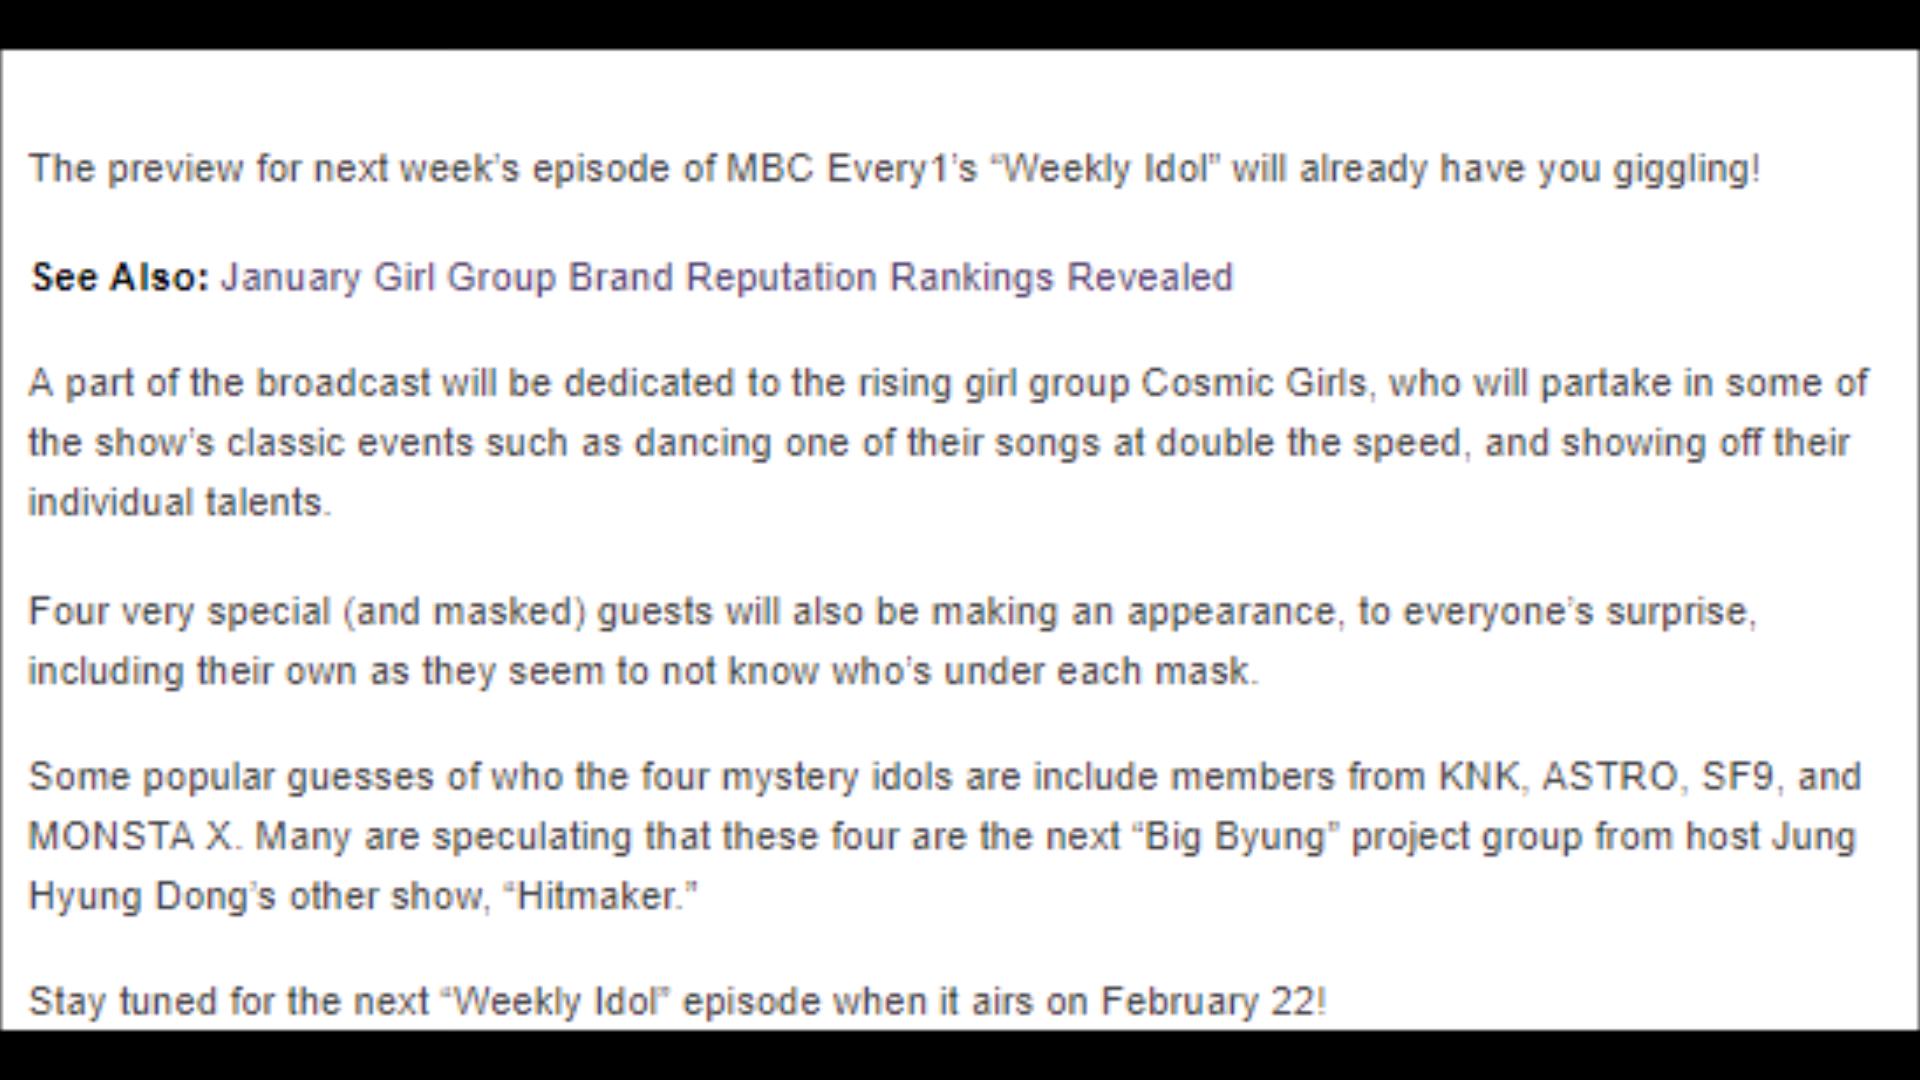 The preview for next week’s episode of MBC Every1’s “Weekly Idol” will already have you giggling!
See Also: January Girl Group Brand Reputation Rankings Revealed
A part of the broadcast will be dedicated to the rising girl group Cosmic Girls, who will partake in some of
the show’s classic events such as dancing one of their songs at double the speed, and showing off their
individual talents.
Four very special (and masked) guests will also be making an appearance, to everyone’s surprise,
including their own as they seem to not know who’s under each mask.
Some popular guesses of who the four mystery idols are include members from KNK, ASTRO, SF9, and
MONSTA X. Many are speculating that these four are the next “Big Byung” project group from host Jung
Hyung Dong’s other show, “Hitmaker.”
Stay tuned for the next “Weekly Idol” episode when it airs on February 22!